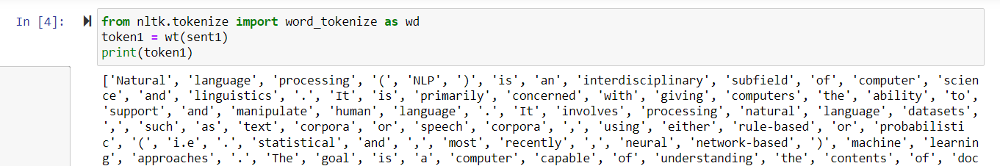 In [4]:
from nltk.tokenize import word_tokenize as wd
token1 = wt(sent1)
print(token1)
['Natural', 'language', 'processing', '(', 'NLP', ')', 'is', 'an', 'interdisciplinary', 'subfield', 'of', 'computer', 'scien
ce', 'and', 'linguistics', '.', 'It', 'is', 'primarily', 'concerned', 'with', 'giving', 'computers', 'the', 'ability', 'to',
'support', 'and', 'manipulate', 'human', 'language', '.', 'It', 'involves', 'processing', 'natural', 'language', 'datasets',
',', 'such', 'as', 'text', 'corpora', 'or', 'speech', 'corpora', ',', 'using', 'either', 'rule-based', 'or', 'probabilisti
c', '(', 'i.e', '.', 'statistical', 'and', ',', 'most', 'recently', ',', 'neural', 'network-based', ')', 'machine', 'learnin
g', 'approaches', '.', 'The', 'goal', 'is', 'a', 'computer', 'capable', 'of', 'understanding', 'the', 'contents', 'of', 'doc